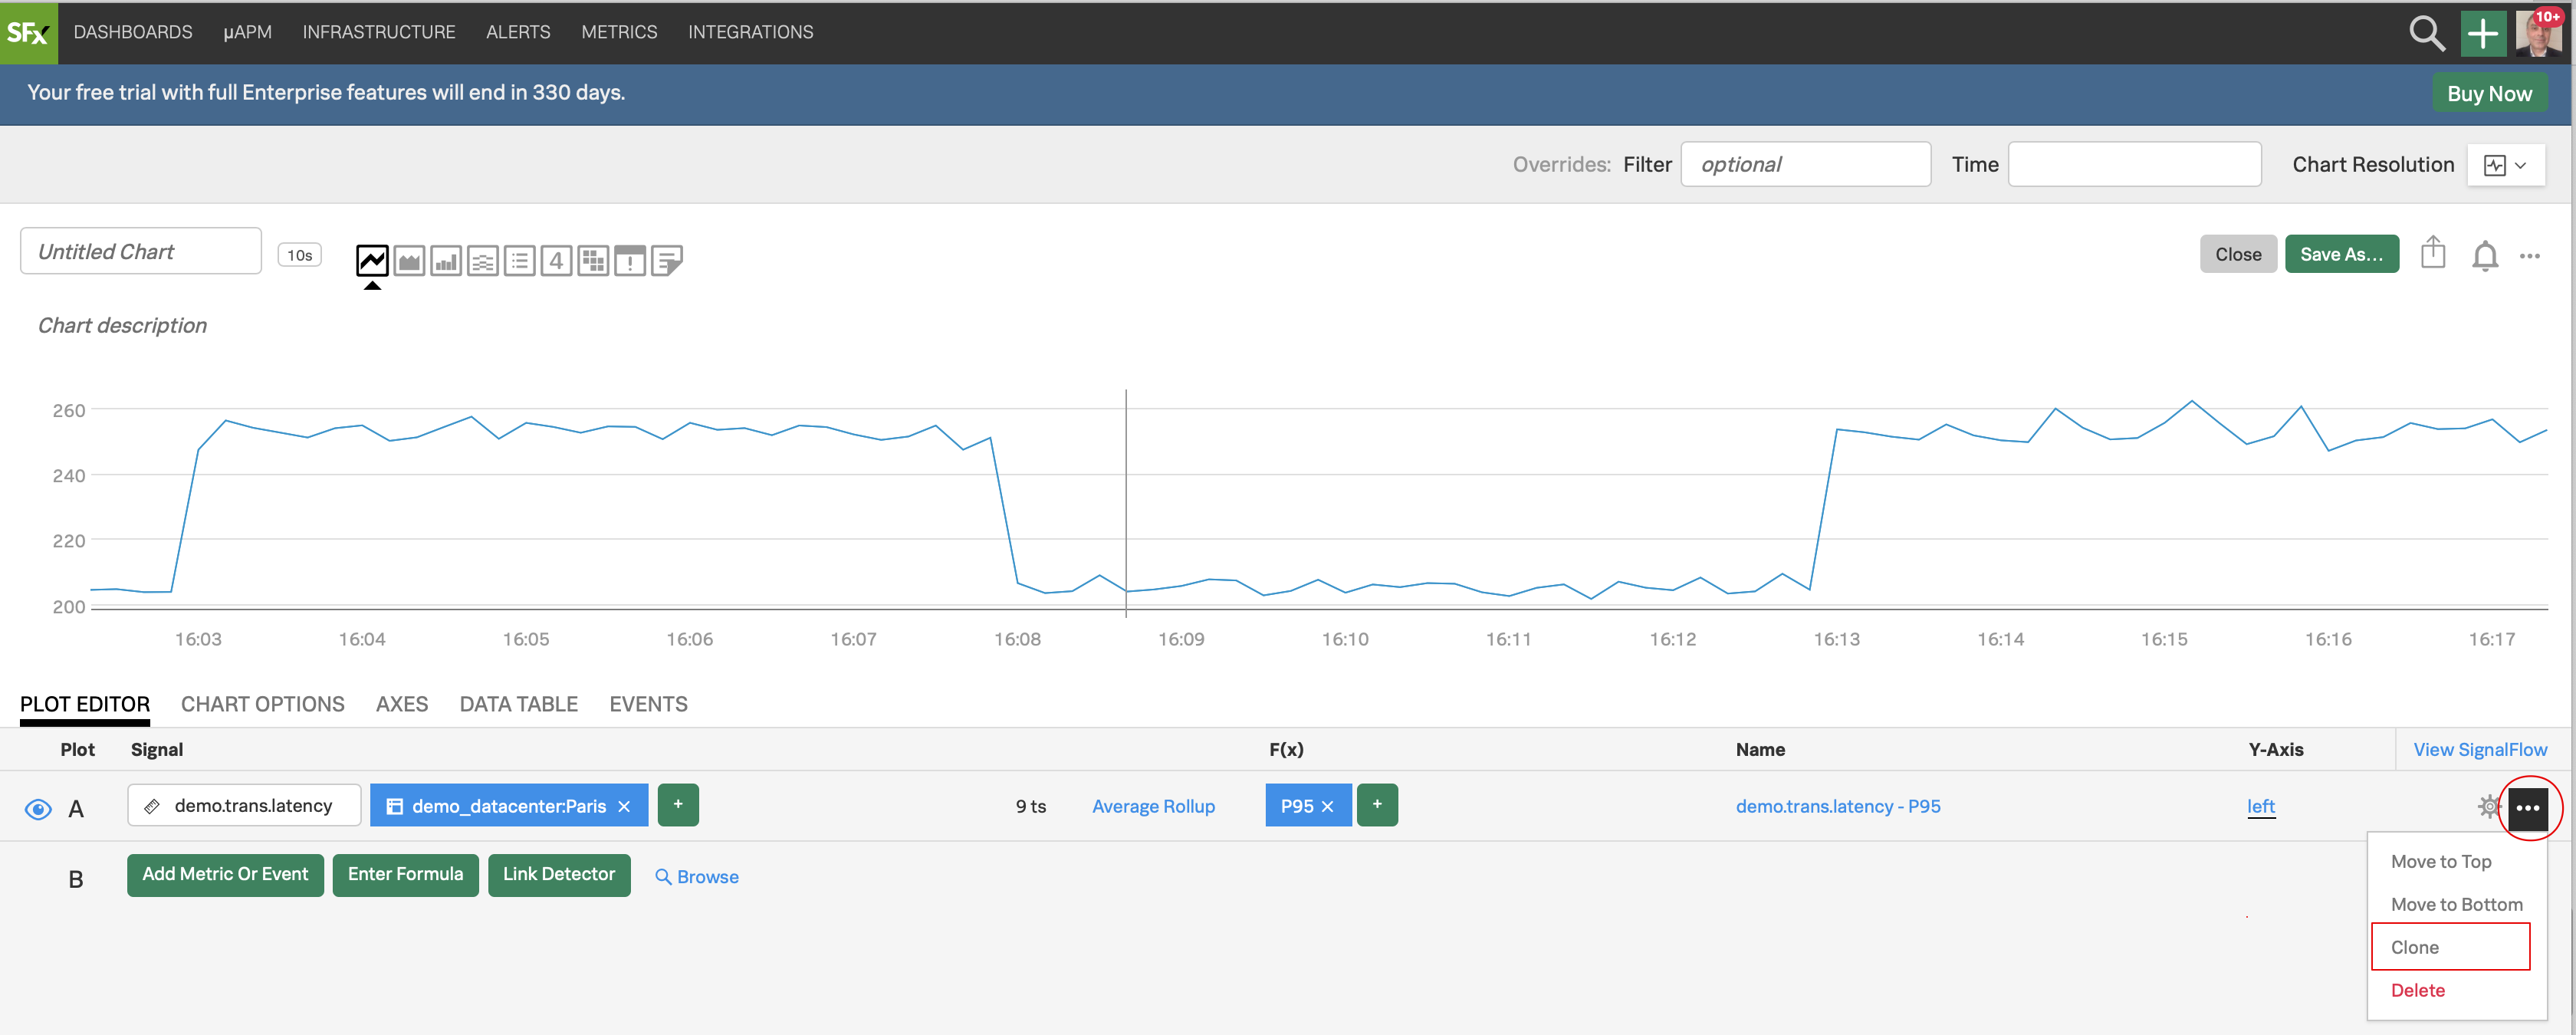 SFx DASHBOARDS µAPM INFRASTRUCTURE ALERTS METRICS INTEGRATIONS 10+
Your free trial with full Enterprise features will end in 330 days. Buy Now
Overrides: Filter optional Time Chart Resolution
Untitled Chart 10s 4 ! Close Save As... ...
Chart description
260
240
220
200
16:03 16:04 16:05 16:06 16:07 16:08 16:09 16:10 16:11 16:12 16:13 16:14 16:15 16:16 16:17
PLOT EDITOR CHART OPTIONS AXES DATA TABLE EVENTS
Plot Signal F(x) Name Y-Axis View SignalFlow
A demo.trans.latency demo_datacenter:Paris × + 9 ts Average Rollup P95 × + demo.trans.latency - P95 left ...
B Add Metric Or Event Enter Formula Link Detector Browse
Move to Top
Move to Bottom
Clone
Delete